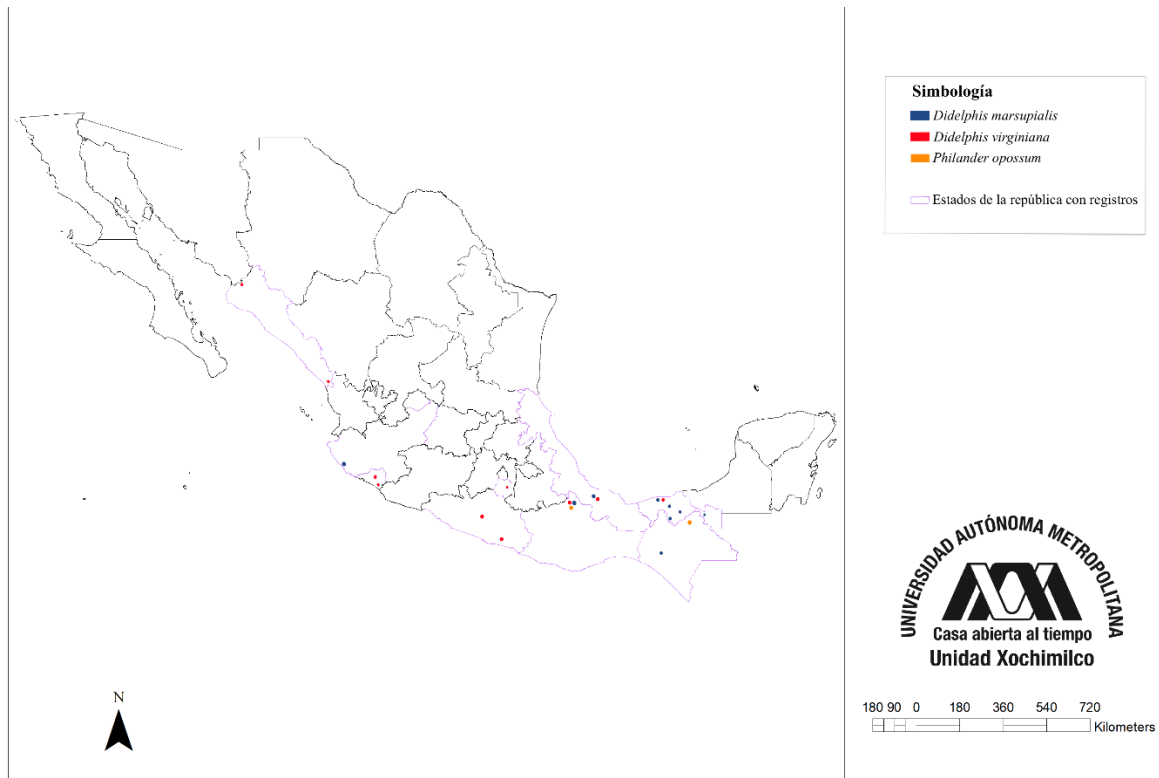 Simbología
Didelphis marsupialis
Didelphis virginiana
Philander opossum
Estados de la república con registros
UNIVERSIDAD AUTÓNOMA METROPOLITANA
Casa abierta al tiempo
Unidad Xochimilco
N
180 90 0 180 360 540 720
Kilometers